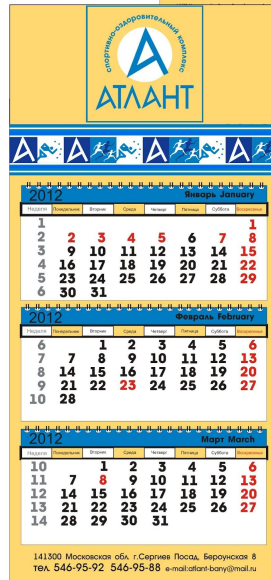 спортивно-оздоровительный комплекс
А
АТЛАНТ
2012 Январь January
Неделя Понедельник Вторник Среда Четверг Пятница Суббота Воскресенье
1 1
2 2 3 4 5 6 7 8
3 9 10 11 12 13 14 15
4 16 17 18 19 20 21 22
5 23 24 25 26 27 28 29
6 30 31
2012 Февраль February
Неделя Понедельник Вторник Среда Четверг Пятница Суббота Воскресенье
6 1 2 3 4 5 6
7 7 8 9 10 11 12 13
8 14 15 16 17 18 19 20
9 21 22 23 24 25 26 27
10 28
2012 Март March
Неделя Понедельник Вторник Среда Четверг Пятница Суббота Воскресенье
10 1 2 3 4 5 6
11 7 8 9 10 11 12 13
12 14 15 16 17 18 19 20
13 21 22 23 24 25 26 27
14 28 29 30 31
141300 Московская обл. г.Сергиев Посад, Бероунская 8
тел. 546-95-92 546-95-88 e-mail:atlant-bany@mail.ru